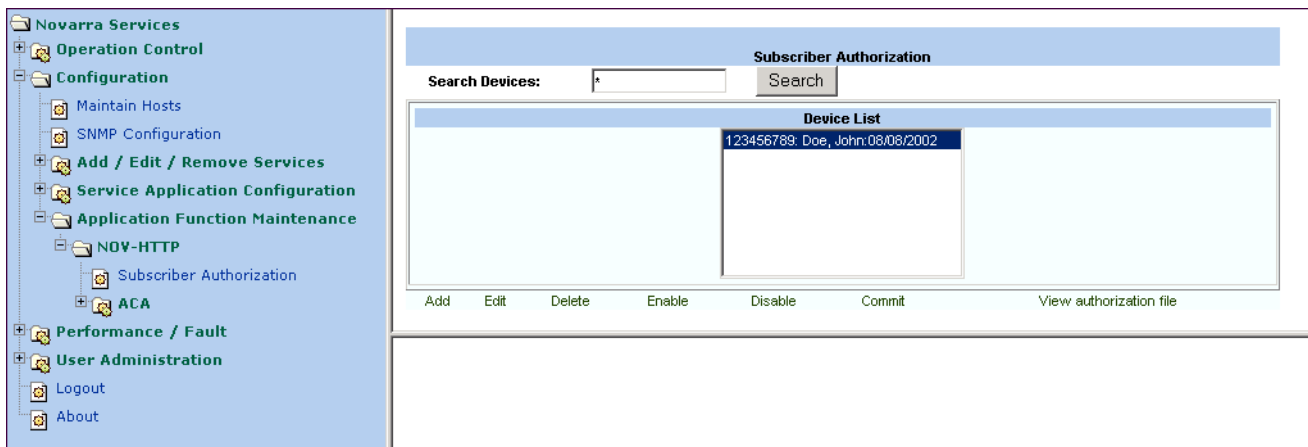 Novarra Services
Operation Control
Configuration
Maintain Hosts
SNMP Configuration
Add / Edit / Remove Services
Service Application Configuration
Application Function Maintenance
NOV-HTTP
Subscriber Authorization
ACA
Performance / Fault
User Administration
Logout
About
Subscriber Authorization
Search Devices: * Search
Device List
123456789: Doe, John:08/08/2002
Add Edit Delete Enable Disable Commit View authorization file